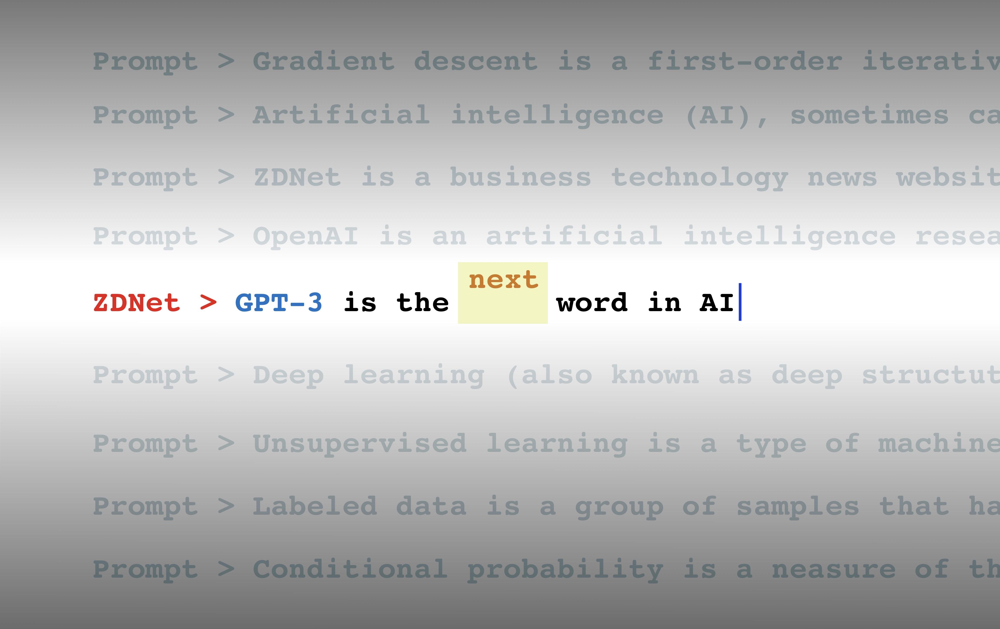 Prompt > Gradient descent is a first-order iterativ
Prompt > Artificial intelligence (AI), sometimes ca
Prompt > ZDNet is a business technology news websit
Prompt > OpenAI is an artificial intelligence resea
ZDNet > GPT-3 is the next word in AI
Prompt > Deep learning (also known as deep structut
Prompt > Unsupervised learning is a type of machine
Prompt > Labeled data is a group of samples that ha
Prompt > Conditional probability is a neasure of th